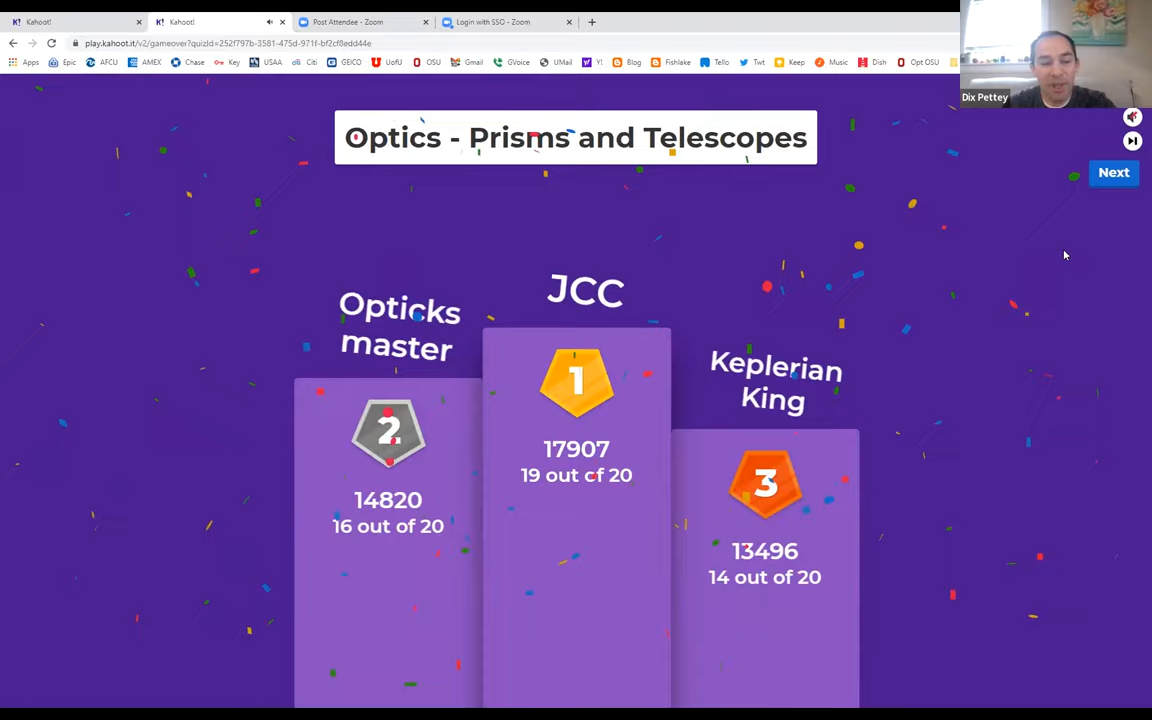 Kahoot!
Kahoot!
Post Attendee - Zoom
Login with SSO - Zoom
play.kahoot.it/v2/gameover?quizId=252f797b-3581-475d-971f-bf2cf8edd44e
Apps Epic AFCU AMEX Chase Key USAA Citi GEICO UofU OSU Gmail GVoice UMail Y! Blog Fishlake Tello Twt Keep Music Dish Opt OSU
Dix Pettey
Optics - Prisms and Telescopes
Next
JCC
Opticks
master
Keplerian
King
1
17907
19 out of 20
2
14820
16 out of 20
3
13496
14 out of 20